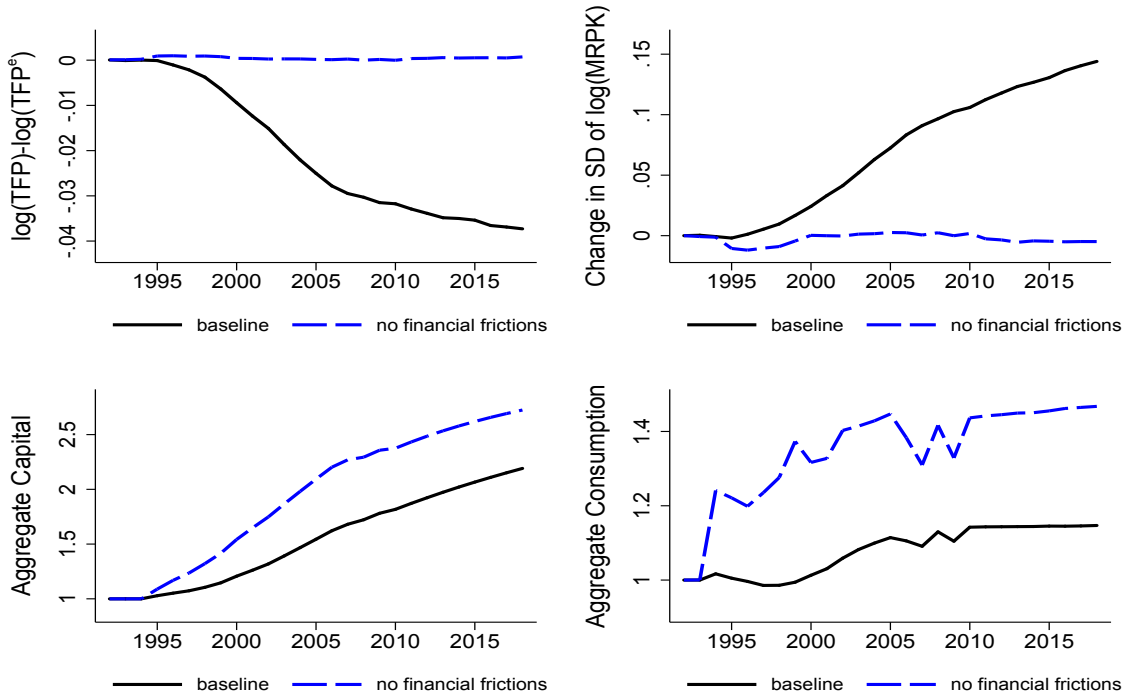 log(TFP)-log(TFPᵉ)
0
-.01
-.02
-.03
-.04
1995 2000 2005 2010 2015
baseline no financial frictions
Change in SD of log(MRPK)
.15
.1
.05
0
1995 2000 2005 2010 2015
baseline no financial frictions
Aggregate Capital
2.5
2
1.5
1
1995 2000 2005 2010 2015
baseline no financial frictions
Aggregate Consumption
1.4
1.2
1
1995 2000 2005 2010 2015
baseline no financial frictions